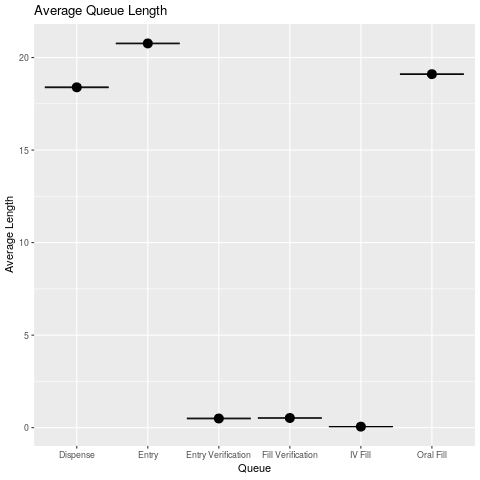 Average Queue Length
Average Length
20
15
10
5
0
Dispense Entry Entry Verification Fill Verification IV Fill Oral Fill
Queue